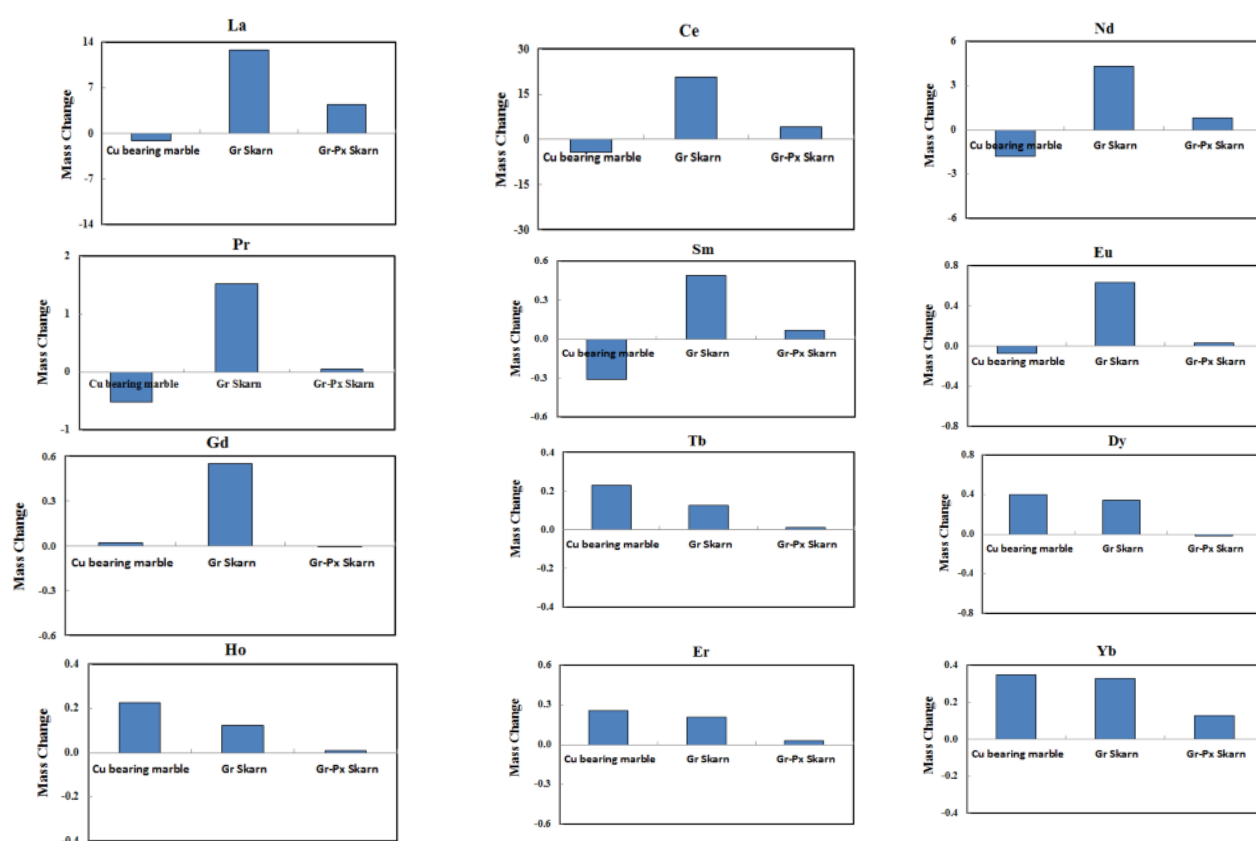 La
Mass Change
14
7
0
-7
-14
Cu bearing marble Gr Skarn Gr-Px Skarn
Ce
Mass Change
30
15
0
-15
-30
Cu bearing marble Gr Skarn Gr-Px Skarn
Nd
Mass Change
6
3
0
-3
-6
Cu bearing marble Gr Skarn Gr-Px Skarn
Pr
Mass Change
2
1
0
-1
Cu bearing marble Gr Skarn Gr-Px Skarn
Sm
Mass Change
0.6
0.3
0.0
-0.3
-0.6
Cu bearing marble Gr Skarn Gr-Px Skarn
Eu
Mass Change
0.8
0.4
0.0
-0.4
-0.8
Cu bearing marble Gr Skarn Gr-Px Skarn
Gd
Mass Change
0.6
0.3
0.0
-0.3
-0.6
Cu bearing marble Gr Skarn Gr-Px Skarn
Tb
Mass Change
0.4
0.2
0.0
-0.2
-0.4
Cu bearing marble Gr Skarn Gr-Px Skarn
Dy
Mass Change
0.8
0.4
0.0
-0.4
-0.8
Cu bearing marble Gr Skarn Gr-Px Skarn
Ho
Mass Change
0.4
0.2
0.0
-0.2
-0.4
Cu bearing marble Gr Skarn Gr-Px Skarn
Er
Mass Change
0.6
0.3
0.0
-0.3
-0.6
Cu bearing marble Gr Skarn Gr-Px Skarn
Yb
Mass Change
0.4
0.2
0.0
-0.2
-0.4
Cu bearing marble Gr Skarn Gr-Px Skarn